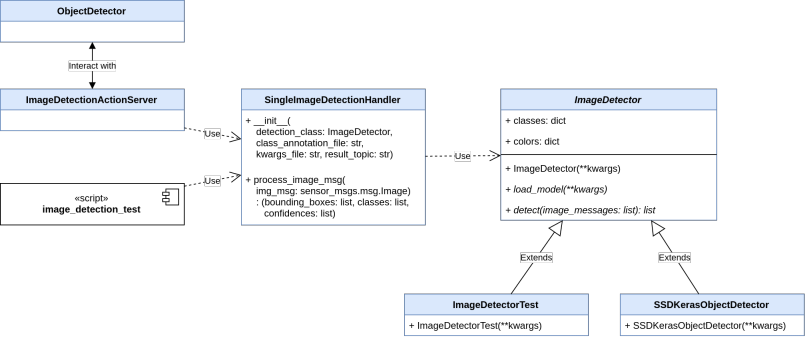 ObjectDetector
Interact with
ImageDetectionActionServer
Use
«script»
image_detection_test
Use
SingleImageDetectionHandler
+ __init__(
detection_class: ImageDetector,
class_annotation_file: str,
kwargs_file: str, result_topic: str)
+ process_image_msg(
img_msg: sensor_msgs.msg.Image)
: (bounding_boxes: list, classes: list,
confidences: list)
Use
ImageDetector
+ classes: dict
+ colors: dict
+ ImageDetector(**kwargs)
+ load_model(**kwargs)
+ detect(image_messages: list): list
Extends
Extends
ImageDetectorTest
+ ImageDetectorTest(**kwargs)
SSDKerasObjectDetector
+ SSDKerasObjectDetector(**kwargs)